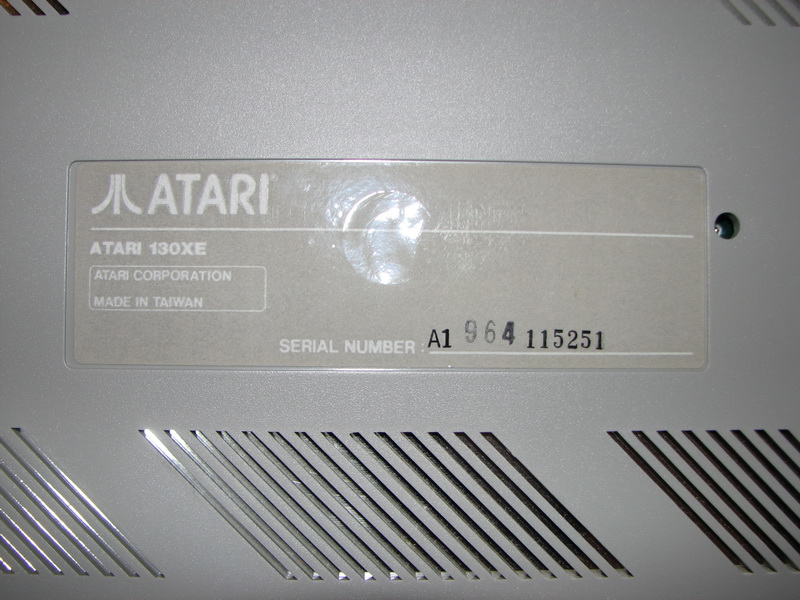 ATARI
ATARI 130XE
ATARI CORPORATION
MADE IN TAIWAN
SERIAL NUMBER A1 964 115251